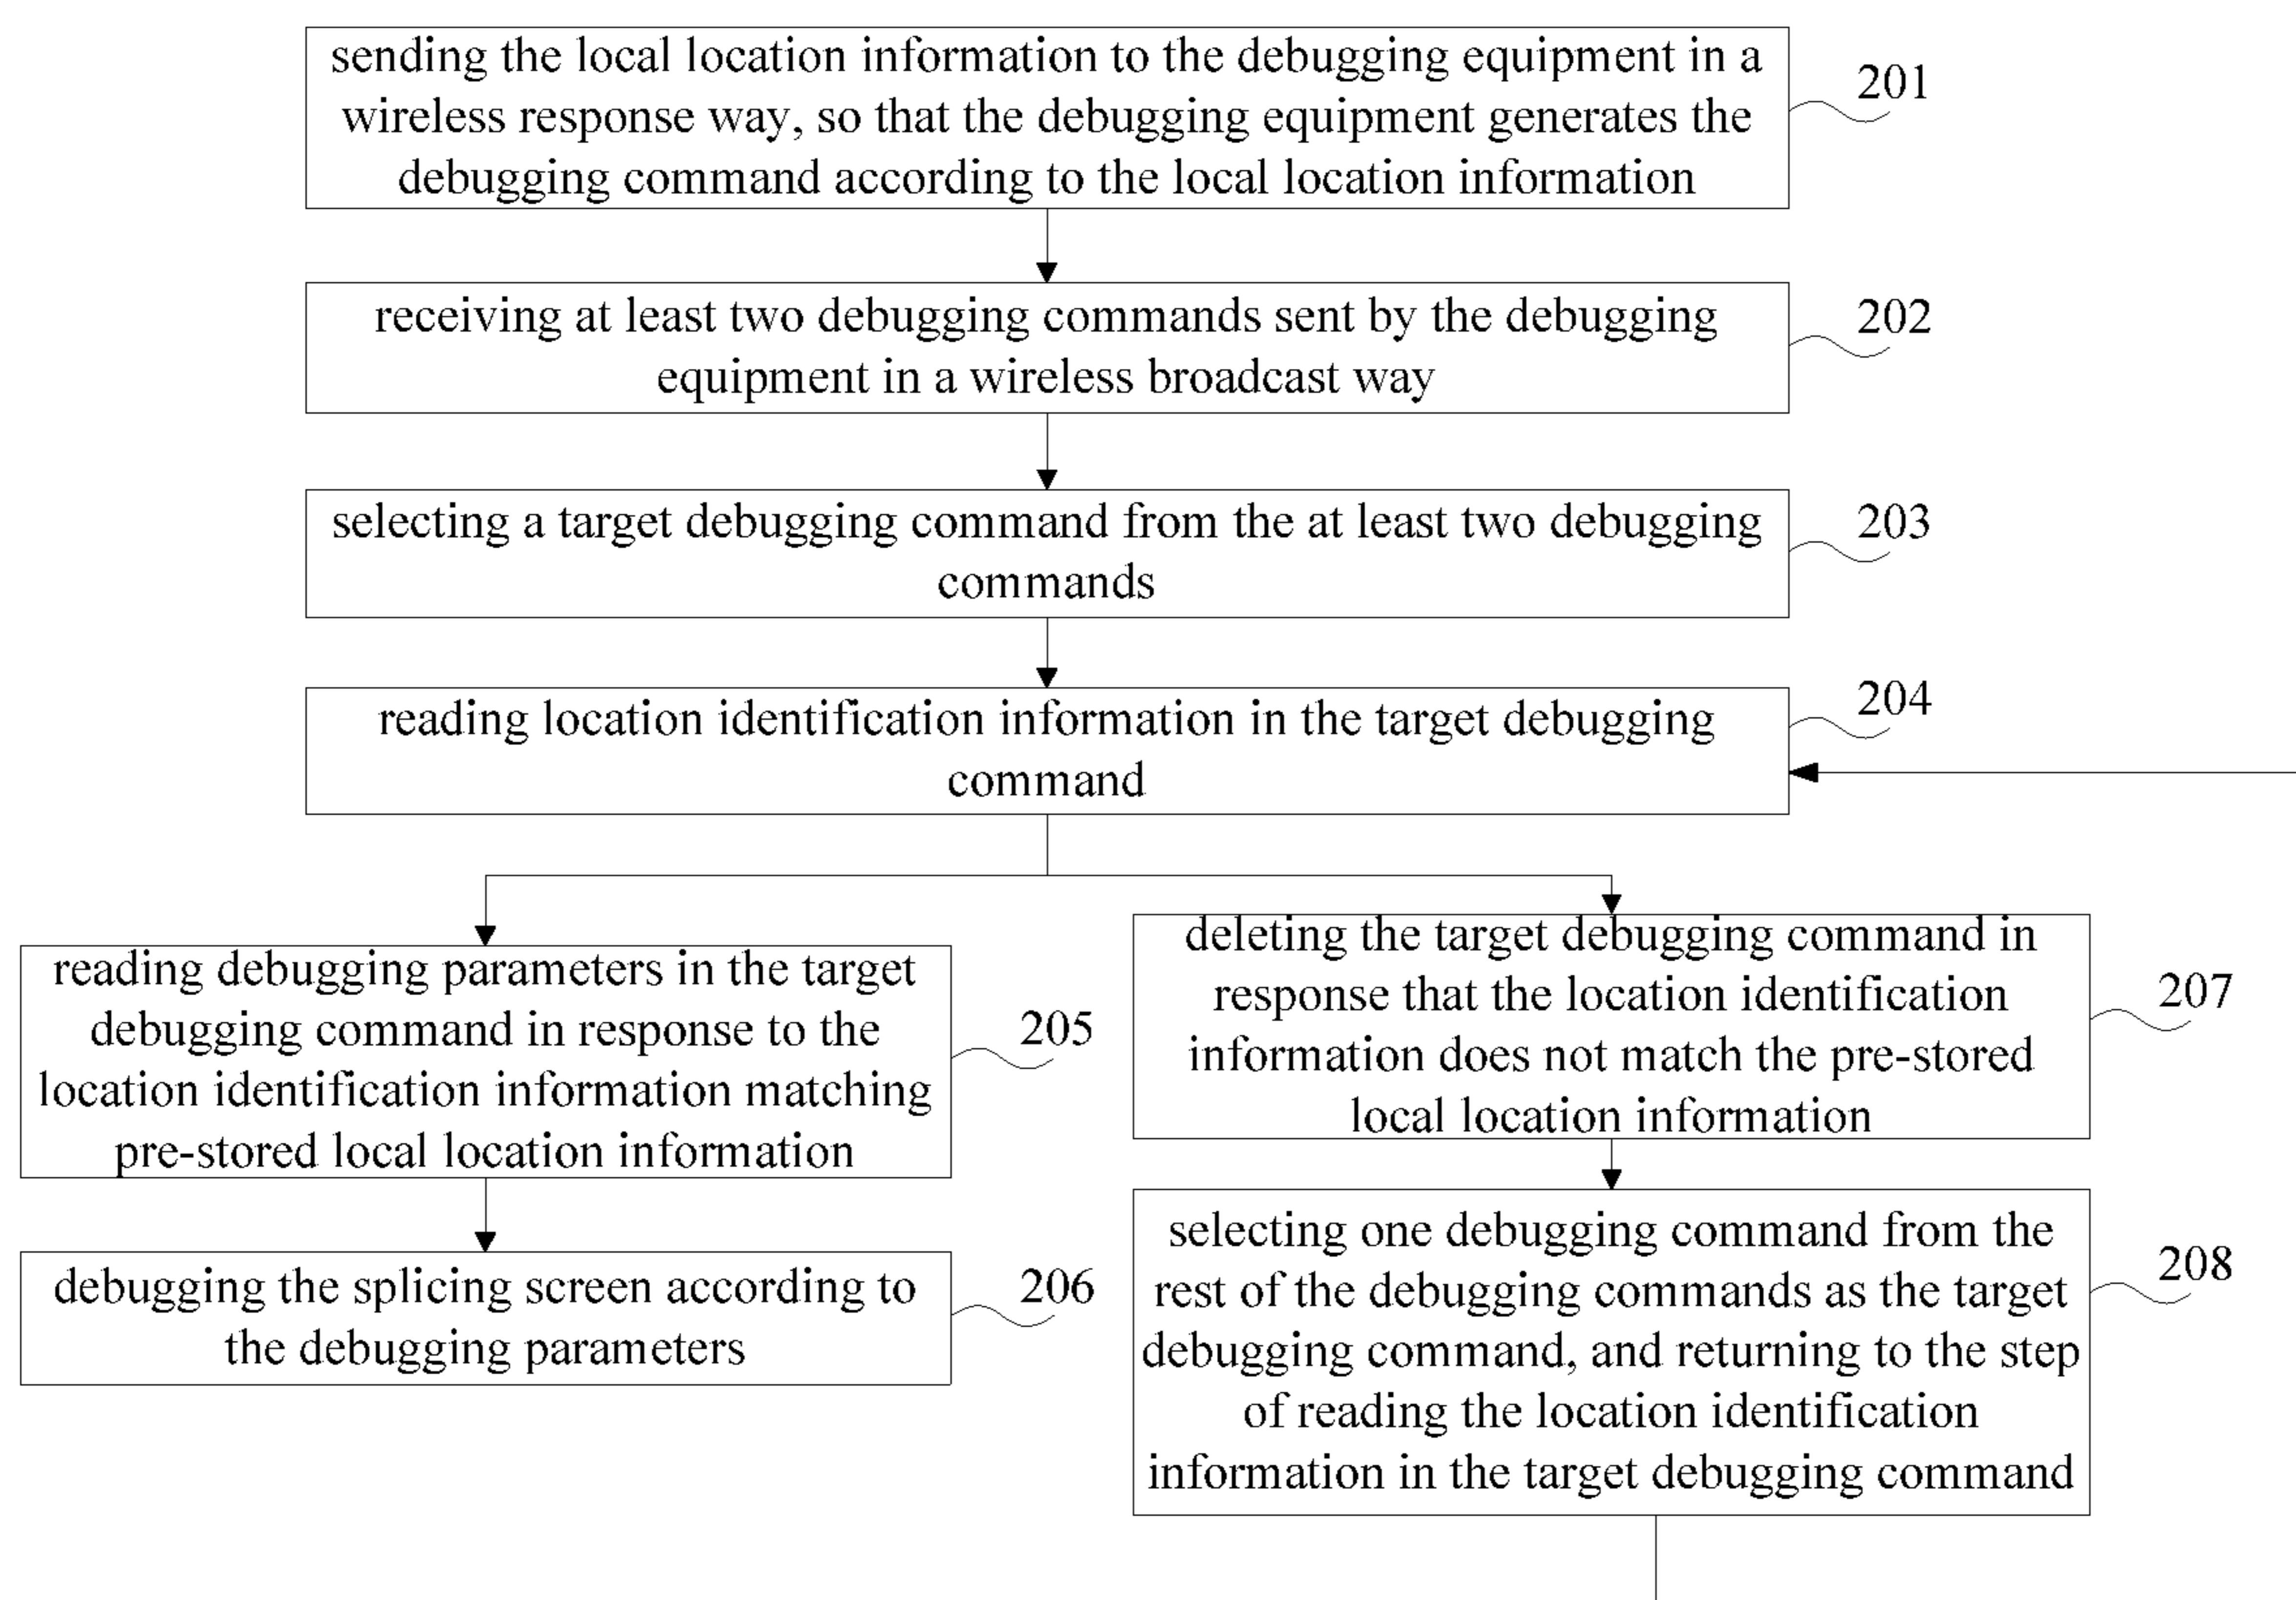 sending the local location information to the debugging equipment in a
wireless response way, so that the debugging equipment generates the
debugging command according to the local location information
201
receiving at least two debugging commands sent by the debugging
equipment in a wireless broadcast way
202
selecting a target debugging command from the at least two debugging
commands
203
reading location identification information in the target debugging
command
204
reading debugging parameters in the target
debugging command in response to the
location identification information matching
pre-stored local location information
205
debugging the splicing screen according to
the debugging parameters
206
deleting the target debugging command in
response that the location identification
information does not match the pre-stored
local location information
207
selecting one debugging command from the
rest of the debugging commands as the target
debugging command, and returning to the step
of reading the location identification
information in the target debugging command
208